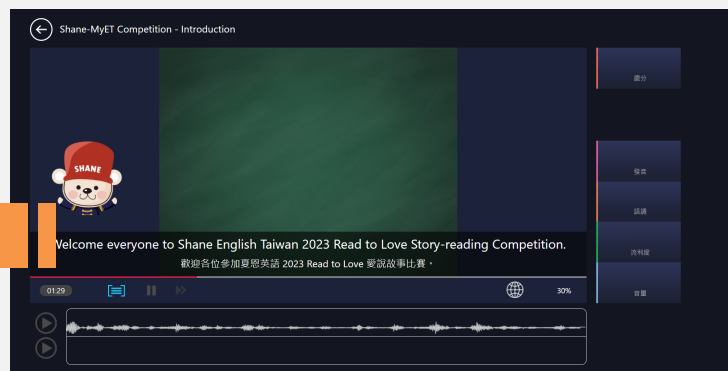 Shane-MyET Competition - Introduction
SHANE
Welcome everyone to Shane English Taiwan 2023 Read to Love Story-reading Competition.
歡迎各位參加夏恩英語 2023 Read to Love 愛說故事比賽。
01:29
30%
總分
發音
語調
流利度
音量